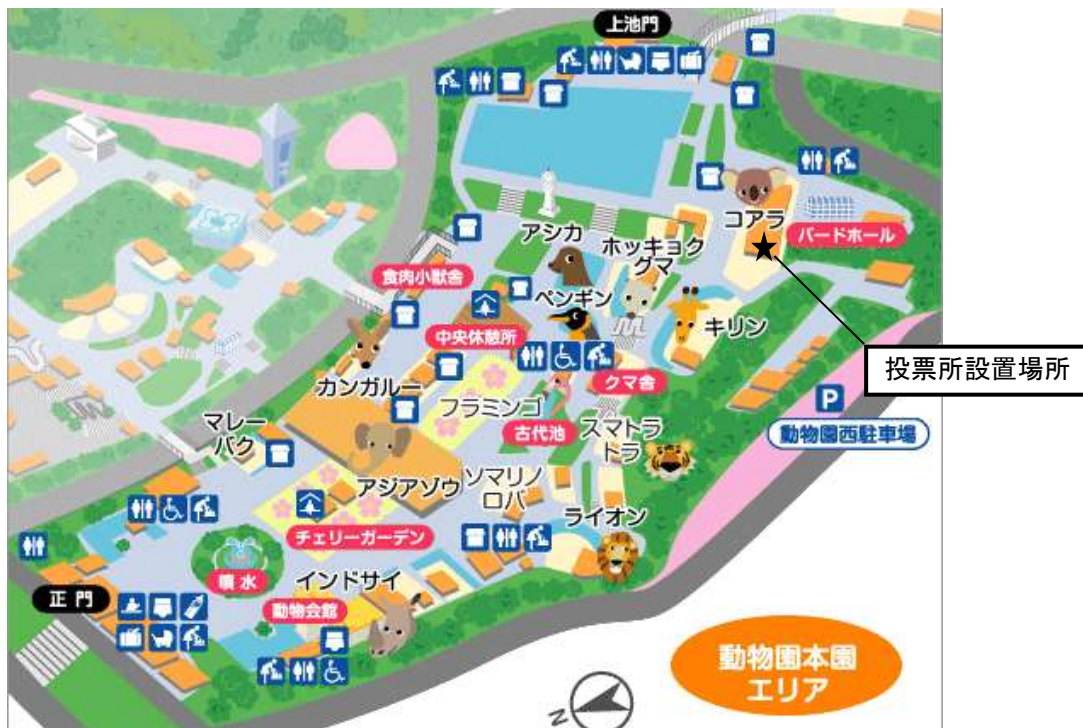 上池門
コアラ
バードホール
アシカ
ホッキョク
グマ
食肉小獣舎
ペンギン
キリン
中央休憩所
投票所設置場所
カンガルー
クマ舎
P
フラミンゴ
マレー
バク
古代池
スマトラ
トラ
動物園西駐車場
アジアゾウ
ソマリノ
ロバ
ライオン
チェリーガーデン
噴水
インドサイ
正門
動物会館
動物園本園
エリア
N